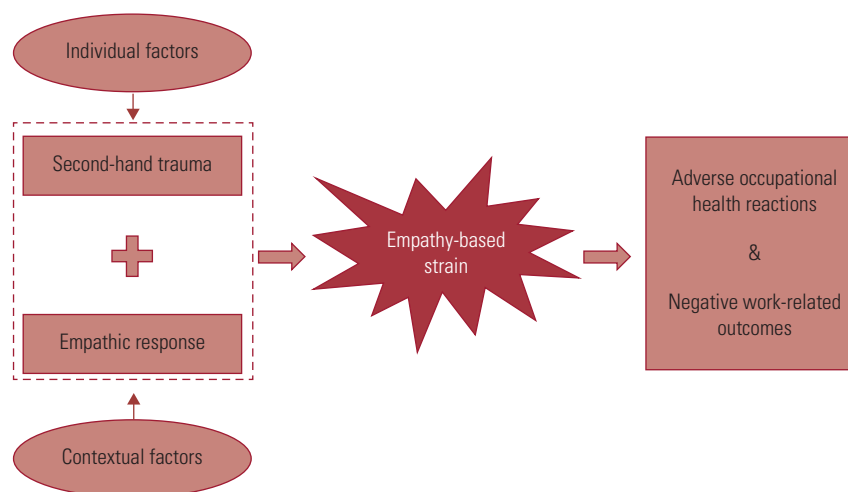 Individual factors
Second-hand trauma
Empathic response
Contextual factors
Empathy-based
strain
Adverse occupational
health reactions
&
Negative work-related
outcomes